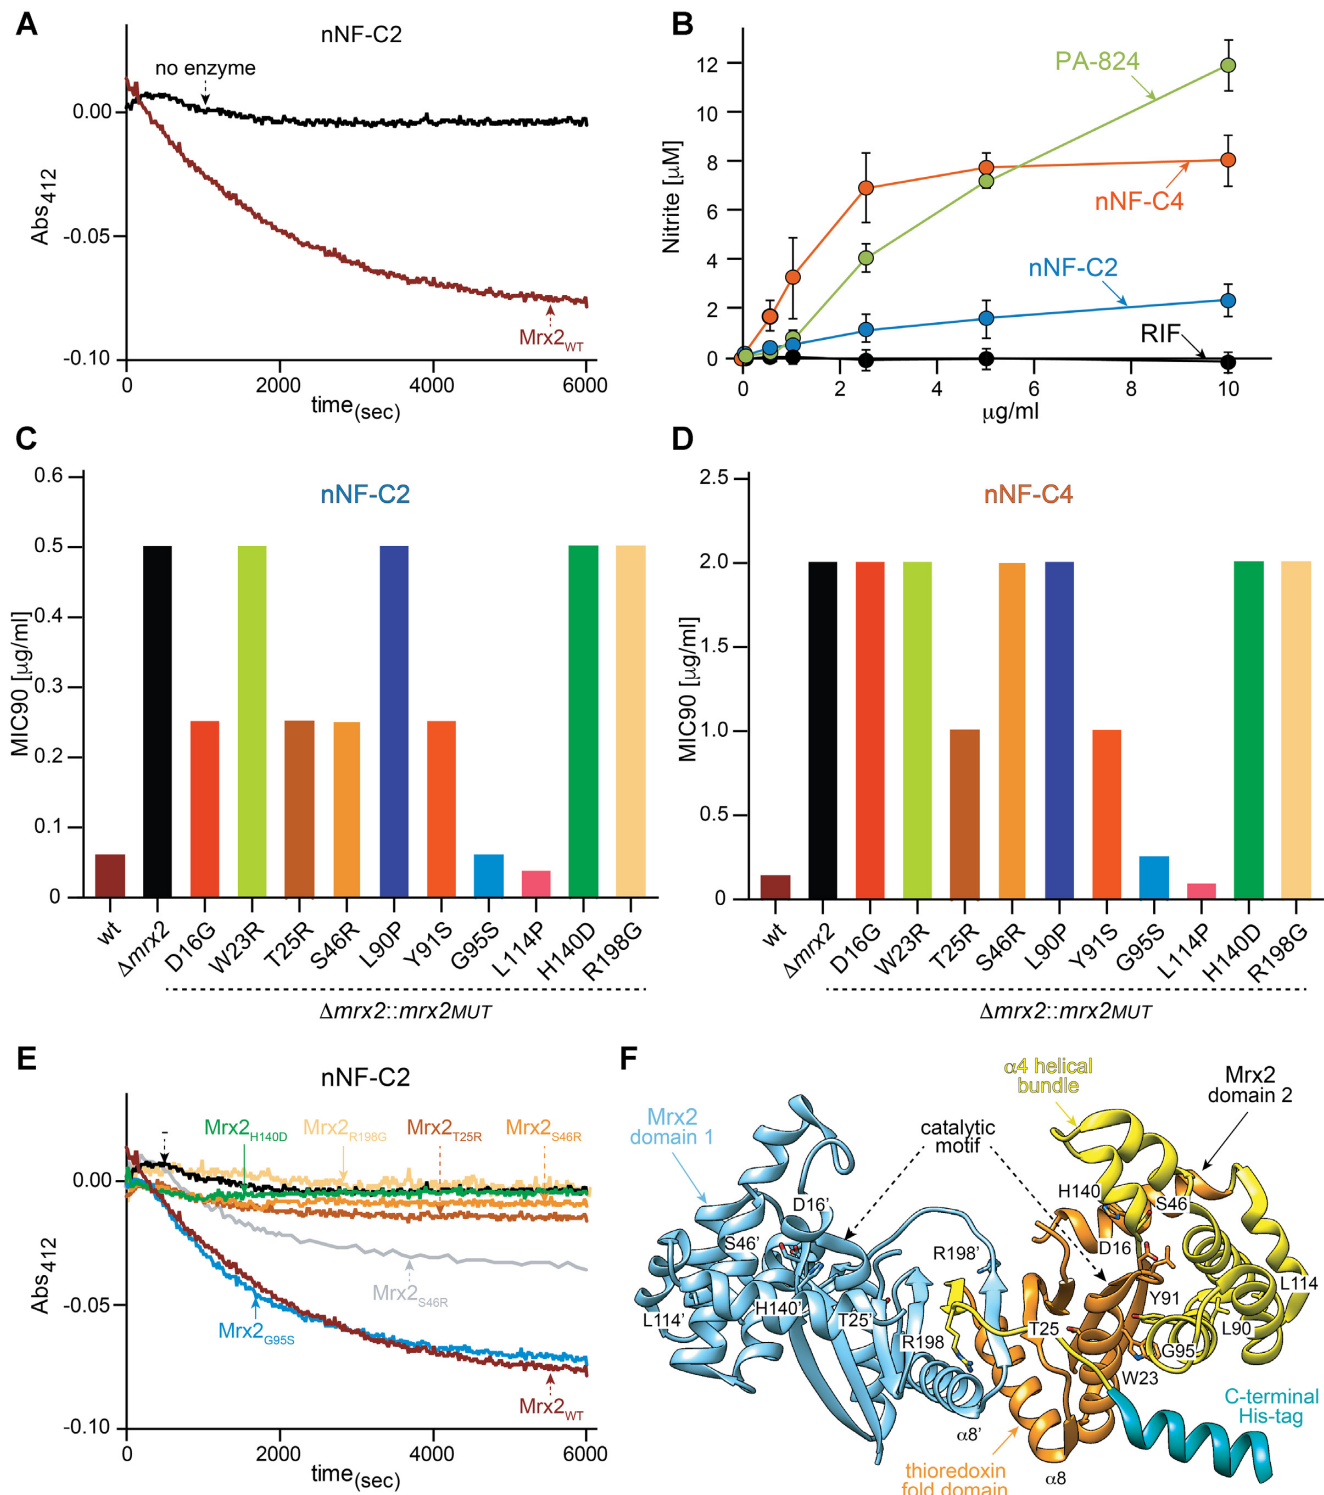 A
nNF-C2
no enzyme
0.00
-0.05
-0.10
Abs412
Mrx2WT
0
2000
4000
6000
time(sec)
B
12
10
8
6
4
2
0
Nitrite [µM]
PA-824
nNF-C4
nNF-C2
RIF
0
2
4
6
8
10
µg/ml
C
nNF-C2
0.6
0.5
0.4
0.3
0.2
0.1
0
MIC90 [µg/ml]
wt
Δmrx2
D16G
W23R
T25R
S46R
L90P
Y91S
G95S
L114P
H140D
R198G
Δmrx2::mrx2MUT
D
nNF-C4
2.5
2.0
1.5
1.0
0.5
0
MIC90 [µg/ml]
wt
Δmrx2
D16G
W23R
T25R
S46R
L90P
Y91S
G95S
L114P
H140D
R198G
Δmrx2::mrx2MUT
E
nNF-C2
-
Mrx2H140D
Mrx2R198G
Mrx2T25R
Mrx2S46R
0.00
-0.05
-0.10
Abs412
Mrx2S46R
Mrx2G95S
Mrx2WT
0
2000
4000
6000
time(sec)
F
α4 helical
bundle
Mrx2
domain 2
Mrx2
domain 1
catalytic
motif
H140
S46
D16'
D16
S46'
R198'
L114
Y91
L114'
H140'
T25'
T25
L90
R198
G95
W23
C-terminal
His-tag
α8'
thioredoxin
fold domain
α8